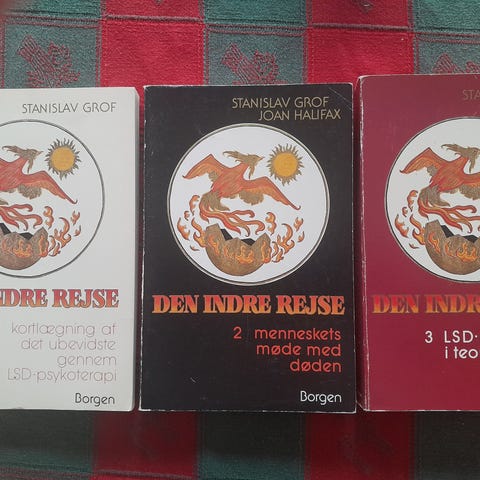 STANISLAV GROF
NDRE REJSE
kortlægning af
det ubevidste
gennem
LSD-psykoterapi
Borgen
STANISLAV GROF
JOAN HALIFAX
DEN INDRE REJSE
2 menneskets
møde med
døden
Borgen
STA
DEN INDR
3 LSD-
i teo